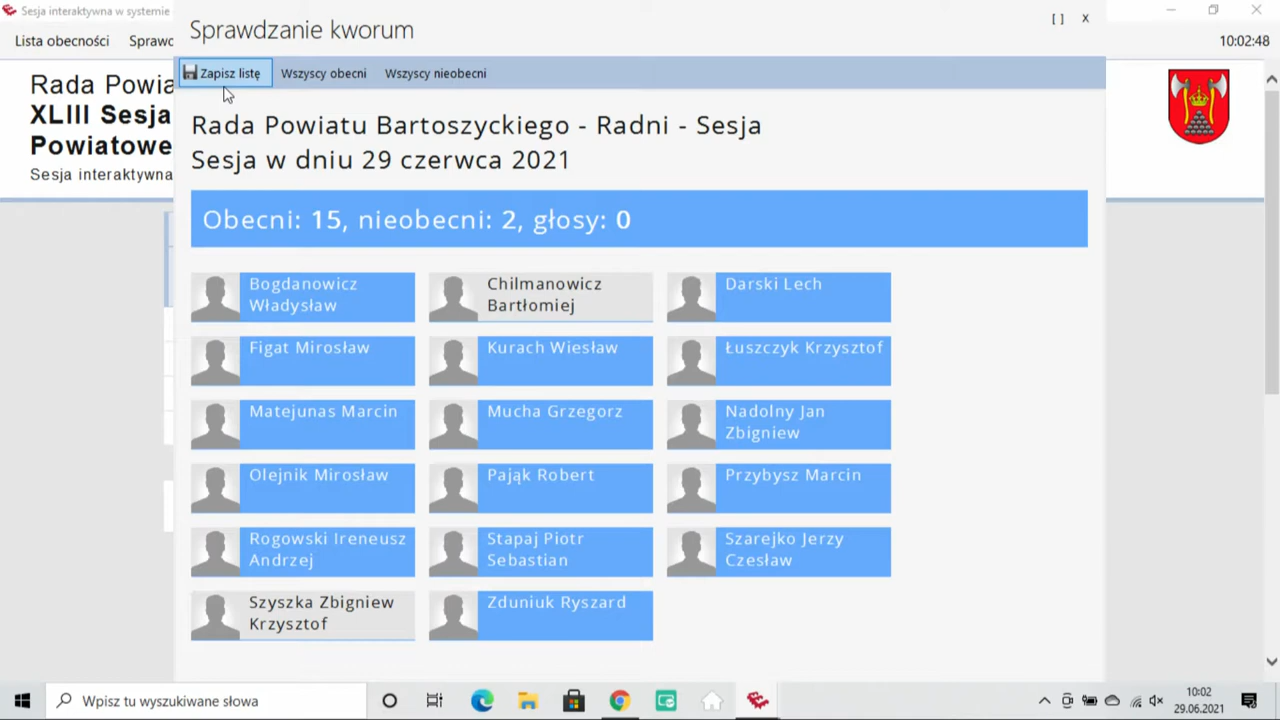 Sesja interaktywna w systemie
Sprawdzanie kworum
[ ] x
Lista obecności
10:02:48
Zapisz listę Wszyscy obecni Wszyscy nieobecni
Rada Powia
XLIII Sesja
Powiatowe
Sesja interaktywna
Rada Powiatu Bartoszyckiego - Radni - Sesja
Sesja w dniu 29 czerwca 2021
Obecni: 15, nieobecni: 2, głosy: 0
Bogdanowicz
Władysław
Chilmanowicz
Bartłomiej
Darski Lech
Figat Mirosław
Kurach Wiesław
Łuszczyk Krzysztof
Matejunas Marcin
Mucha Grzegorz
Nadolny Jan
Zbigniew
Olejnik Mirosław
Pająk Robert
Przybysz Marcin
Rogowski Ireneusz
Andrzej
Stapaj Piotr
Sebastian
Szarejko Jerzy
Czesław
Szyszka Zbigniew
Krzysztof
Zduniuk Ryszard
Wpisz tu wyszukiwane słowa
10:02
29.06.2021